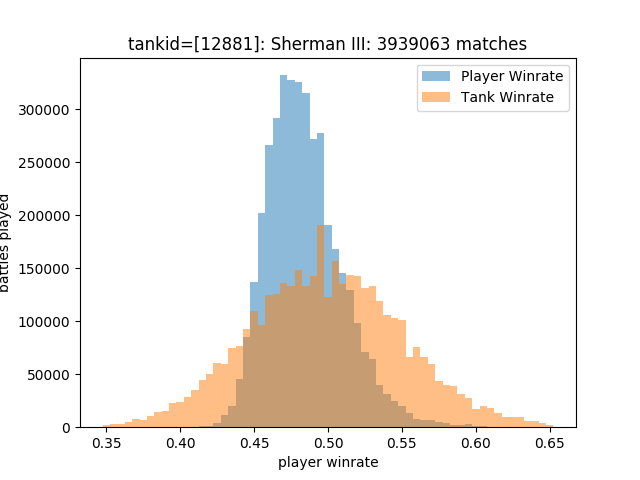 tankid=[12881]: Sherman III: 3939063 matches
Player Winrate
Tank Winrate
300000
250000
200000
150000
100000
50000
0
battles played
0.35 0.40 0.45 0.50 0.55 0.60 0.65
player winrate